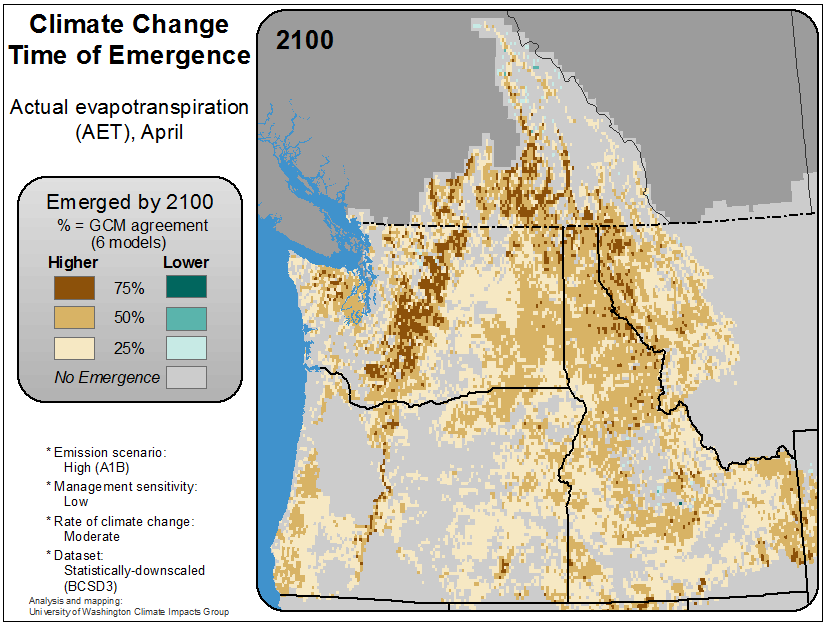 Climate Change
Time of Emergence
Actual evapotranspiration
(AET), April
2100
Emerged by 2100
% = GCM agreement
(6 models)
Higher Lower
75%
50%
25%
No Emergence
* Emission scenario:
High (A1B)
* Management sensitivity:
Low
* Rate of climate change:
Moderate
* Dataset:
Statistically-downscaled
(BCSD3)
Analysis and mapping:
University of Washington Climate Impacts Group